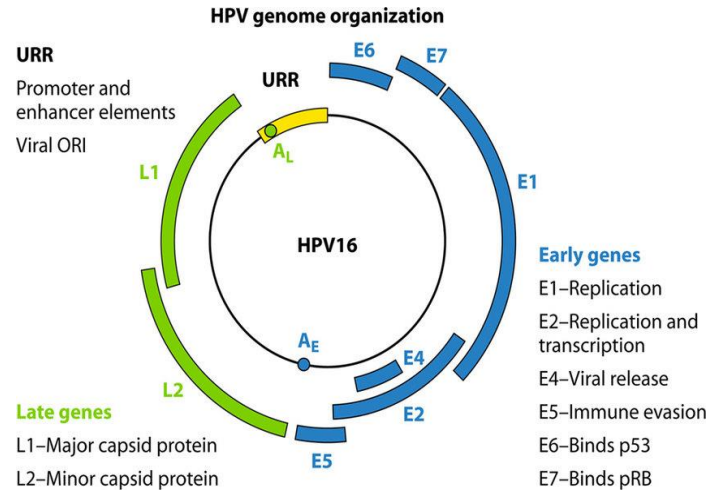 HPV genome organization
URR
Promoter and
enhancer elements
Viral ORI
URR
E6
E7
AL
L1
E1
HPV16
Early genes
E1–Replication
E2–Replication and
transcription
E4–Viral release
E5–Immune evasion
E6–Binds p53
E7–Binds pRB
AE
E4
E2
L2
E5
Late genes
L1–Major capsid protein
L2–Minor capsid protein